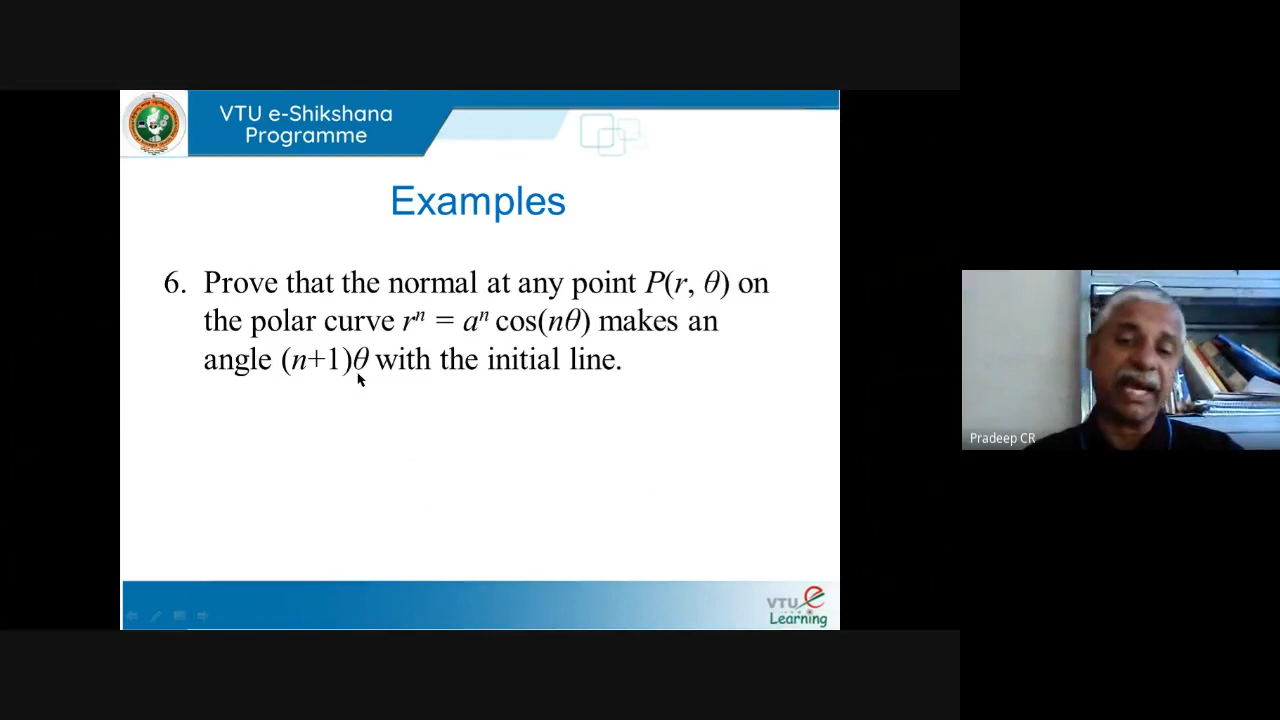 VTU e-Shikshana
Programme
Examples
6. Prove that the normal at any point P(r, θ) on
the polar curve rⁿ = aⁿ cos(nθ) makes an
angle (n+1)θ with the initial line.
Pradeep CR
VTU e
Learning